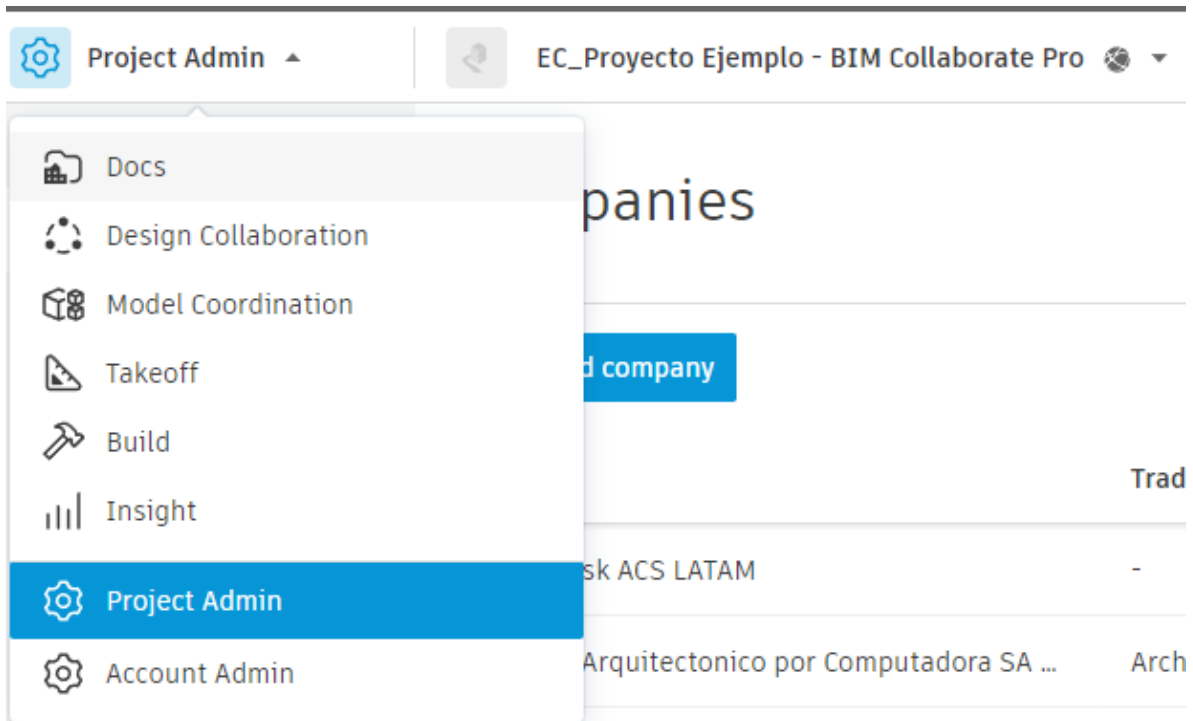 Project Admin
EC_Proyecto Ejemplo - BIM Collaborate Pro
Docs
Design Collaboration
Model Coordination
Takeoff
Build
Insight
Project Admin
Account Admin
panies
d company
Trad
sk ACS LATAM
-
Arquitectonico por Computadora SA ...
Arch